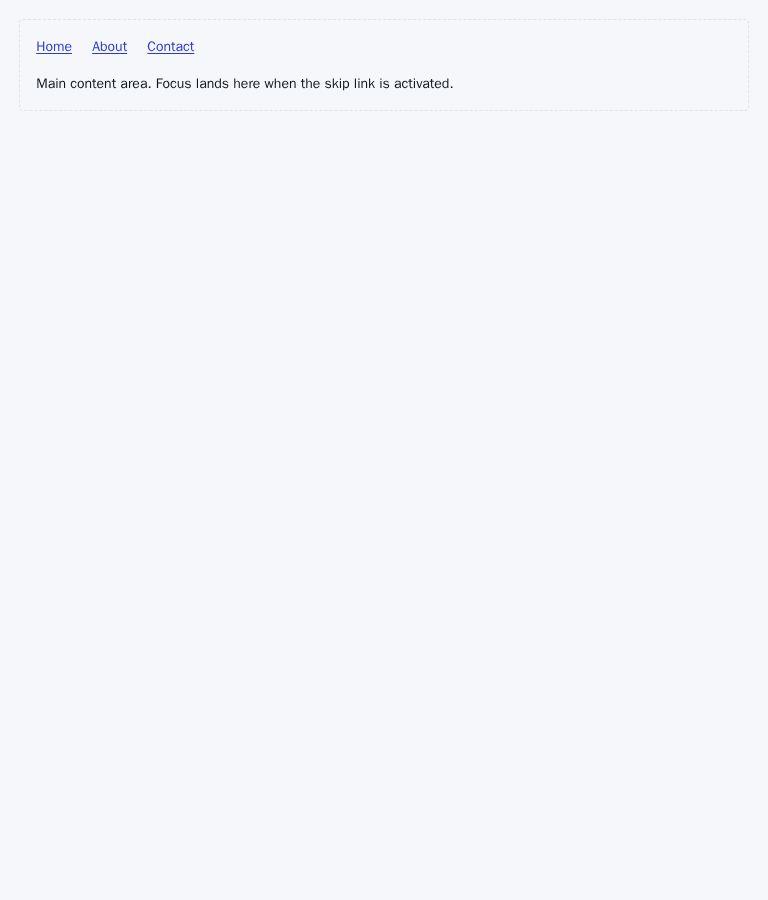 Home About Contact
Main content area. Focus lands here when the skip link is activated.